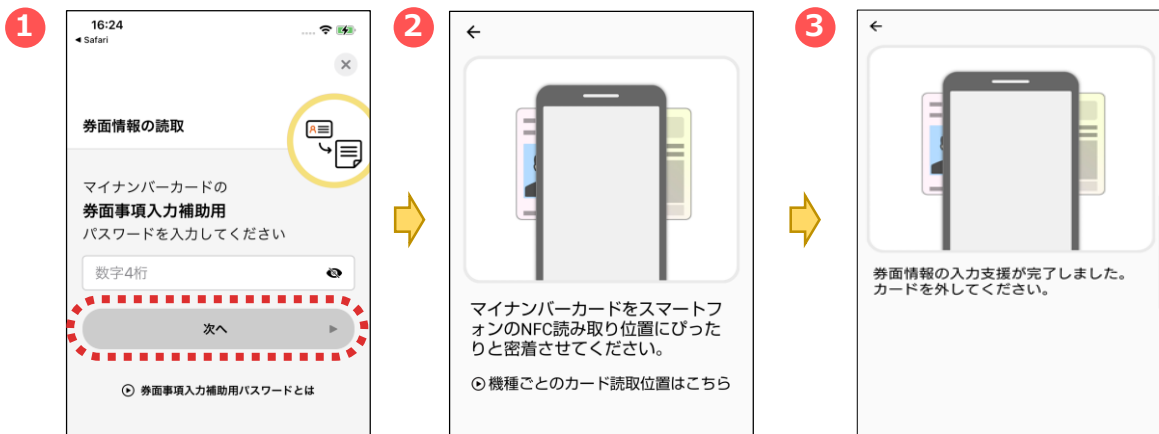 1
16:24
◀ Safari
券面情報の読取
マイナンバーカードの
券面事項入力補助用
パスワードを入力してください
数字4桁
次へ
券面事項入力補助用パスワードとは
2
マイナンバーカードをスマートフ
ォンのNFC読み取り位置にぴった
りと密着させてください。
機種ごとのカード読取位置はこちら
3
券面情報の入力支援が完了しました。
カードを外してください。